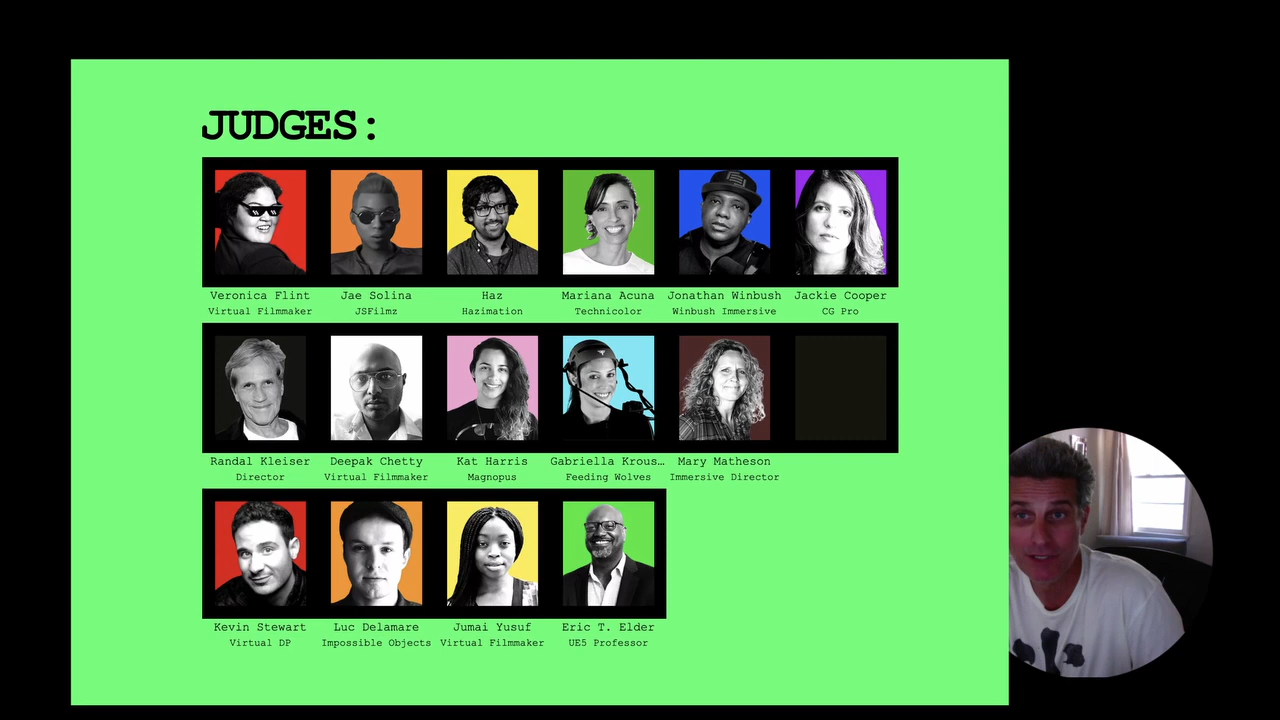 JUDGES:
Veronica Flint Jae Solina Haz Mariana Acuna Jonathan Winbush Jackie Cooper
Virtual Filmmaker JSFilmz Hazimation Technicolor Winbush Immersive CG Pro
Randal Kleiser Deepak Chetty Kat Harris Gabriella Krous… Mary Matheson
Director Virtual Filmmaker Magnopus Feeding Wolves Immersive Director
Kevin Stewart Luc Delamare Jumai Yusuf Eric T. Elder
Virtual DP Impossible Objects Virtual Filmmaker UE5 Professor